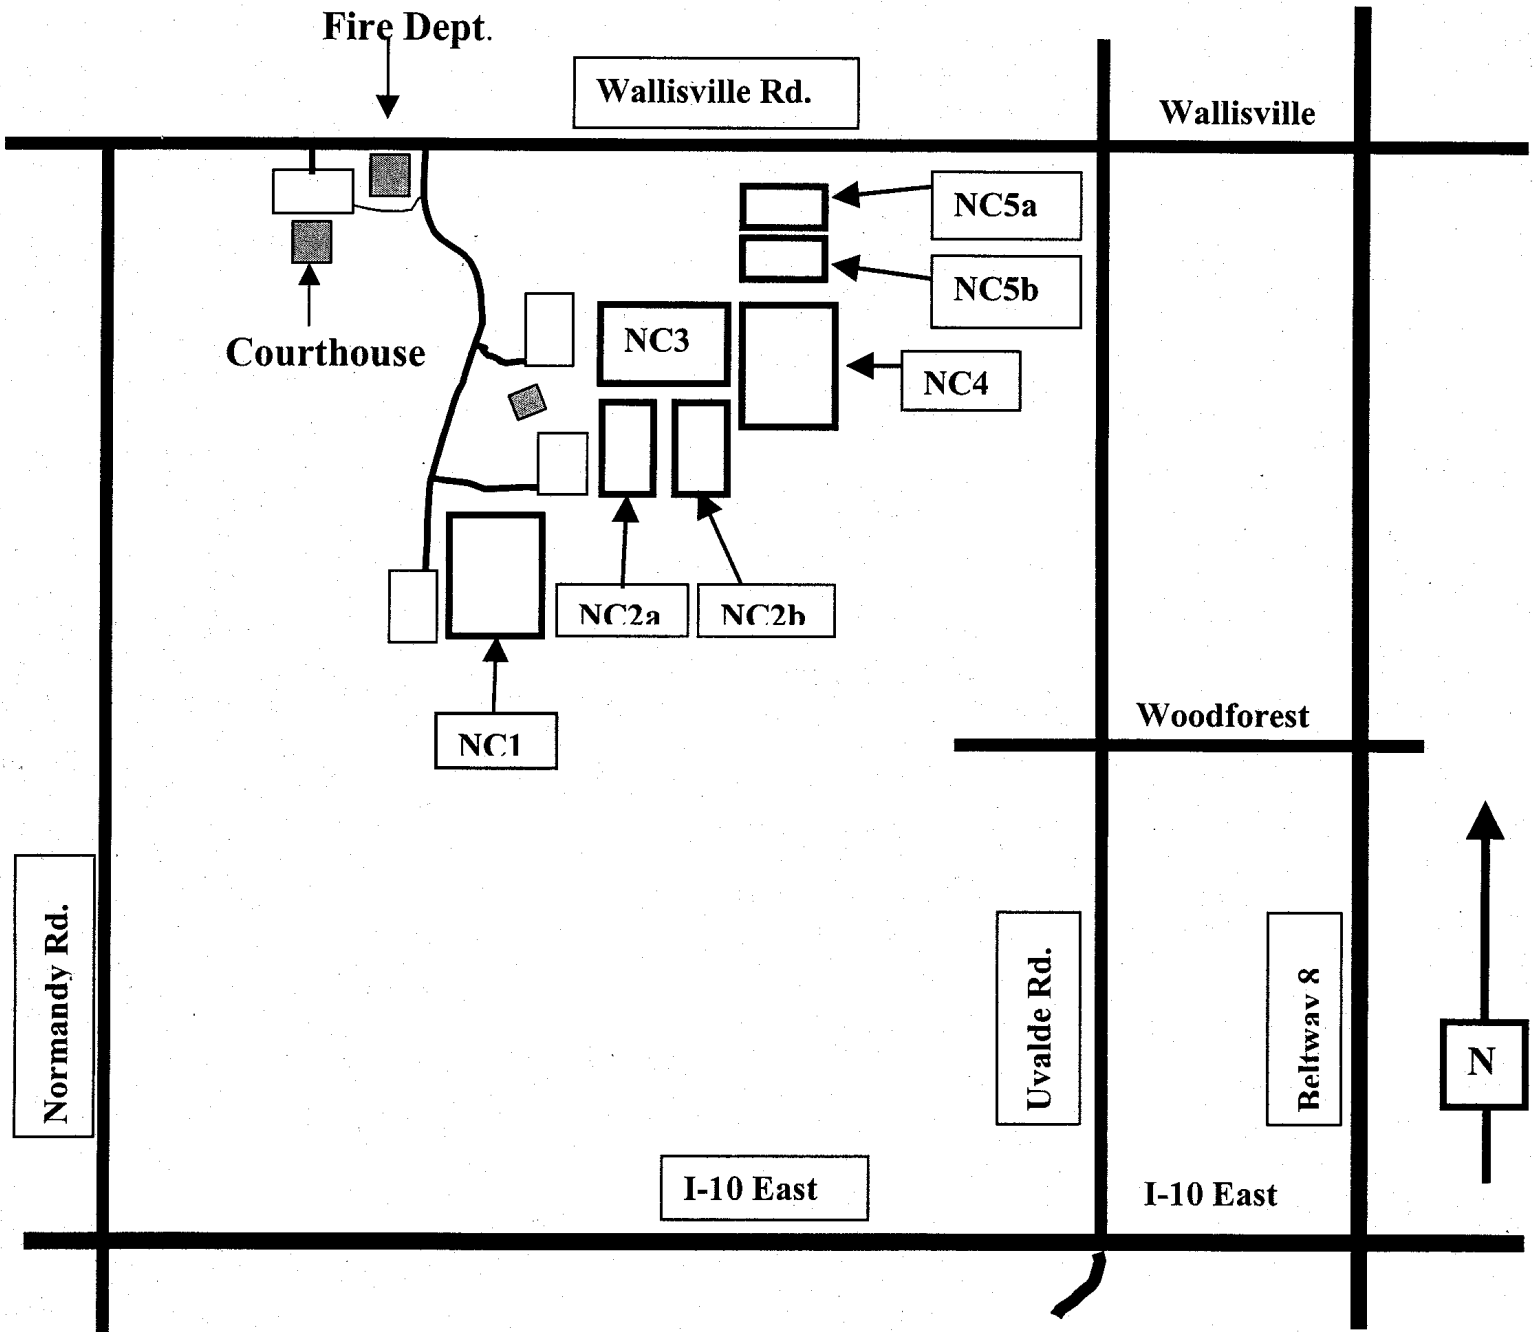 Fire Dept.
Wallisville Rd.
Wallisville
NC5a
NC5b
NC3
Courthouse
NC4
NC2a
NC2b
Woodforest
NC1
Normandy Rd.
Uvalde Rd.
Beltway 8
N
I-10 East
I-10 East